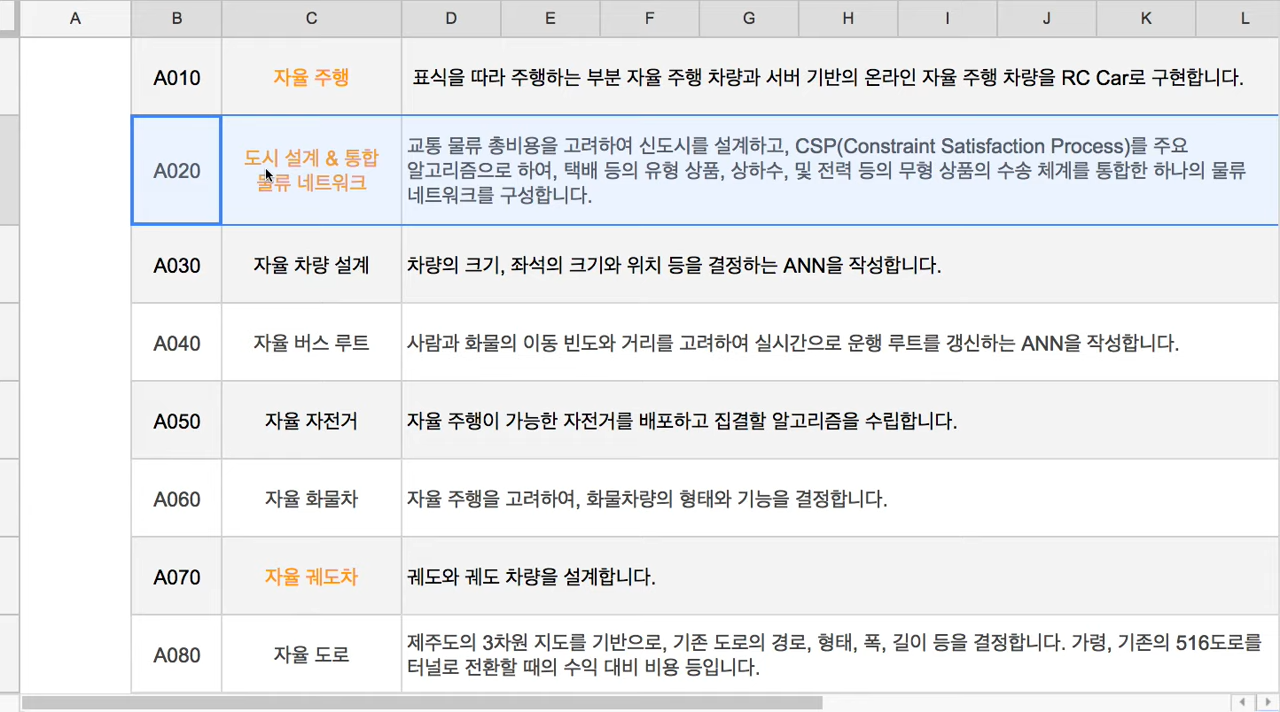 A B C D E F G H I J K L
A010 자율 주행 표식을 따라 주행하는 부분 자율 주행 차량과 서버 기반의 온라인 자율 주행 차량을 RC Car로 구현합니다.
A020
도시 설계 & 통합
물류 네트워크
교통 물류 총비용을 고려하여 신도시를 설계하고, CSP(Constraint Satisfaction Process)를 주요
알고리즘으로 하여, 택배 등의 유형 상품, 상하수, 및 전력 등의 무형 상품의 수송 체계를 통합한 하나의 물류
네트워크를 구성합니다.
A030 자율 차량 설계 차량의 크기, 좌석의 크기와 위치 등을 결정하는 ANN을 작성합니다.
A040 자율 버스 루트 사람과 화물의 이동 빈도와 거리를 고려하여 실시간으로 운행 루트를 갱신하는 ANN을 작성합니다.
A050 자율 자전거 자율 주행이 가능한 자전거를 배포하고 집결할 알고리즘을 수립합니다.
A060 자율 화물차 자율 주행을 고려하여, 화물차량의 형태와 기능을 결정합니다.
A070 자율 궤도차 궤도와 궤도 차량을 설계합니다.
A080 자율 도로
제주도의 3차원 지도를 기반으로, 기존 도로의 경로, 형태, 폭, 길이 등을 결정합니다. 가령, 기존의 516도로를
터널로 전환할 때의 수익 대비 비용 등입니다.